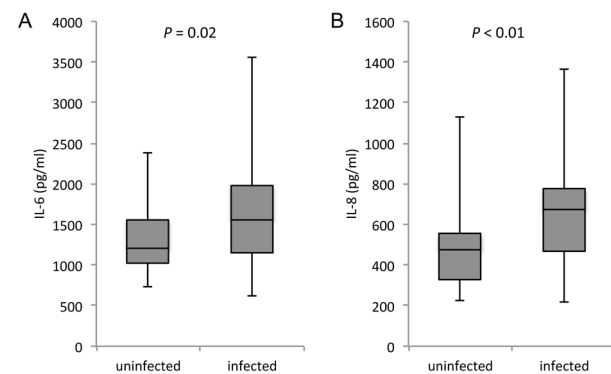 A
P = 0.02
IL-6 (pg/ml)
4000
3500
3000
2500
2000
1500
1000
500
0
uninfected infected
B
P < 0.01
IL-8 (pg/ml)
1600
1400
1200
1000
800
600
400
200
0
uninfected infected